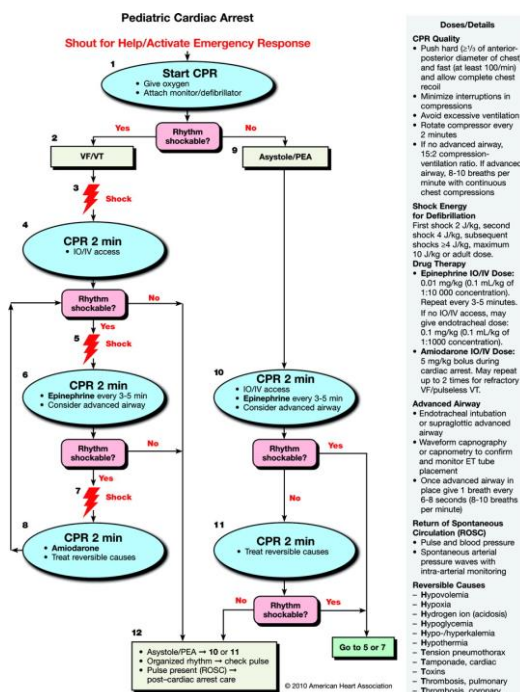 Pediatric Cardiac Arrest
Shout for Help/Activate Emergency Response
1
Start CPR
• Give oxygen
• Attach monitor/defibrillator
Yes
Rhythm
shockable?
No
2
VF/VT
9
Asystole/PEA
3
Shock
4
CPR 2 min
• IO/IV access
Rhythm
shockable?
No
Yes
5
Shock
6
CPR 2 min
• Epinephrine every 3-5 min
• Consider advanced airway
10
CPR 2 min
• IO/IV access
• Epinephrine every 3-5 min
• Consider advanced airway
Rhythm
shockable?
No
Yes
Rhythm
shockable?
Yes
No
7
Shock
8
CPR 2 min
• Amiodarone
• Treat reversible causes
11
CPR 2 min
• Treat reversible causes
No
Rhythm
shockable?
Yes
12
• Asystole/PEA → 10 or 11
• Organized rhythm → check pulse
• Pulse present (ROSC) →
post-cardiac arrest care
Go to 5 or 7
© 2010 American Heart Association
Doses/Details
CPR Quality
• Push hard (≥1/3 of anterior-
posterior diameter of chest)
and fast (at least 100/min)
and allow complete chest
recoil
• Minimize interruptions in
compressions
• Avoid excessive ventilation
• Rotate compressor every
2 minutes
• If no advanced airway,
15:2 compression-
ventilation ratio. If advanced
airway, 8-10 breaths per
minute with continuous
chest compressions
Shock Energy
for Defibrillation
First shock 2 J/kg, second
shock 4 J/kg, subsequent
shocks ≥4 J/kg, maximum
10 J/kg or adult dose.
Drug Therapy
• Epinephrine IO/IV Dose:
0.01 mg/kg (0.1 mL/kg of
1:10 000 concentration).
Repeat every 3-5 minutes.
If no IO/IV access, may
give endotracheal dose:
0.1 mg/kg (0.1 mL/kg of
1:1000 concentration).
• Amiodarone IO/IV Dose:
5 mg/kg bolus during
cardiac arrest. May repeat
up to 2 times for refractory
VF/pulseless VT.
Advanced Airway
• Endotracheal intubation
or supraglottic advanced
airway
• Waveform capnography
or capnometry to confirm
and monitor ET tube
placement
• Once advanced airway in
place give 1 breath every
6-8 seconds (8-10 breaths
per minute)
Return of Spontaneous
Circulation (ROSC)
• Pulse and blood pressure
• Spontaneous arterial
pressure waves with
intra-arterial monitoring
Reversible Causes
– Hypovolemia
– Hypoxia
– Hydrogen ion (acidosis)
– Hypoglycemia
– Hypo-/hyperkalemia
– Hypothermia
– Tension pneumothorax
– Tamponade, cardiac
– Toxins
– Thrombosis, pulmonary
– Thrombosis, coronary